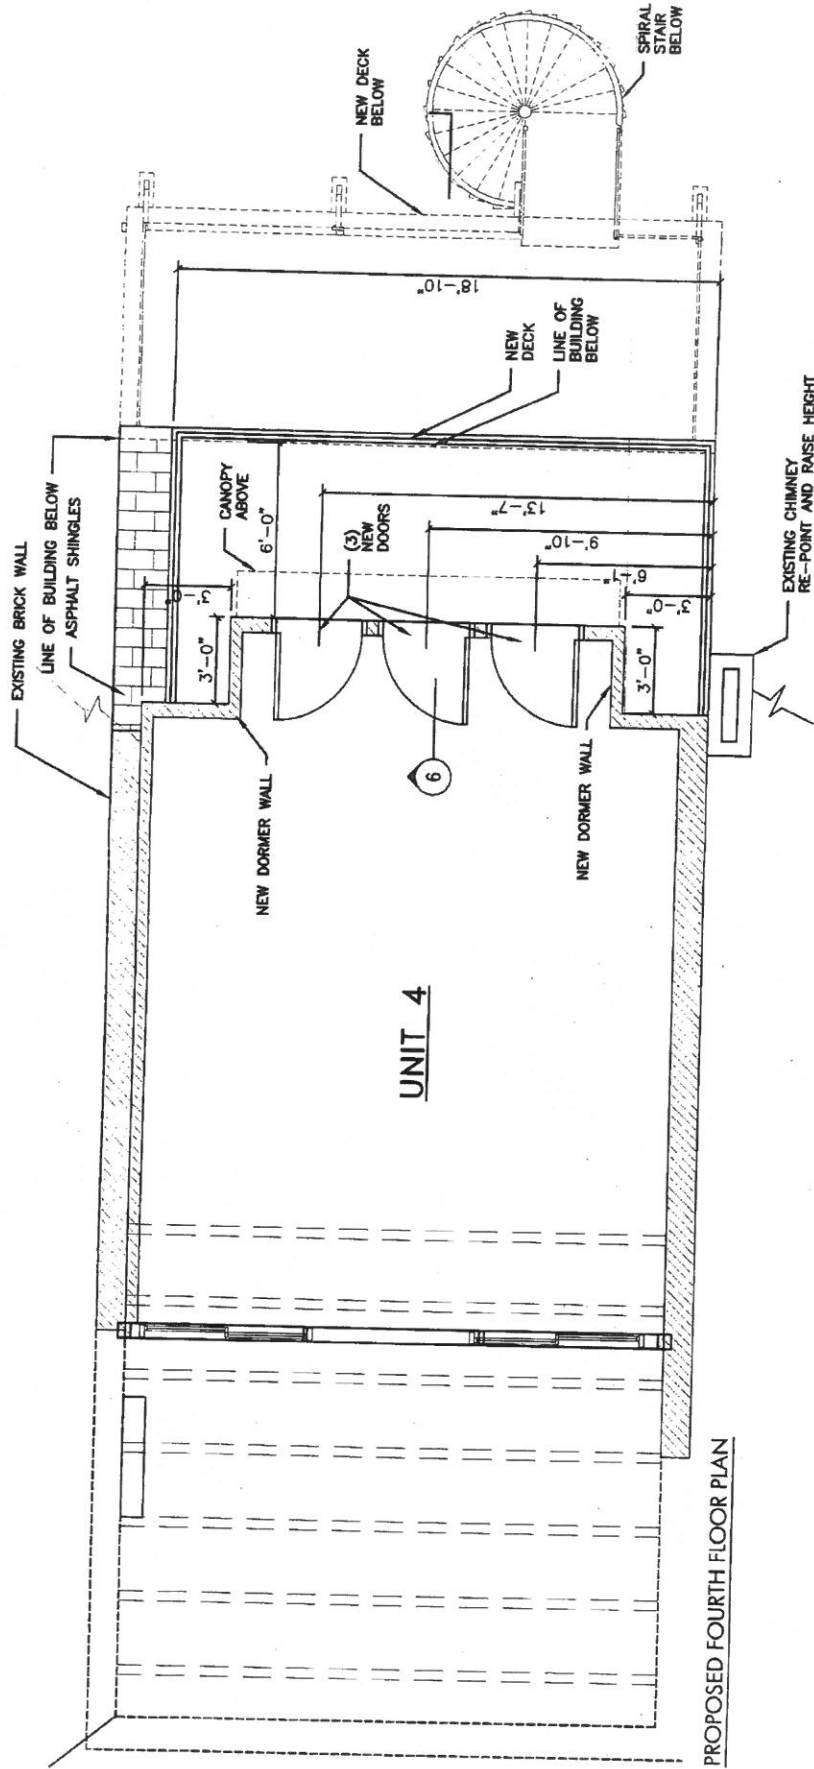 EXISTING BRICK WALL
LINE OF BUILDING BELOW
ASPHALT SHINGLES
NEW DECK
BELOW
SPIRAL
STAIR
BELOW
18'-10"
NEW
DECK
LINE OF
BUILDING
BELOW
CANOPY
ABOVE
6'-0"
(3)
NEW
DOORS
13'-7"
9'-10"
6'-1"
3'-0"
3'-0"
3'-0"
3'-0"
NEW DORMER WALL
6
NEW DORMER WALL
EXISTING CHIMNEY
RE-POINT AND RAISE HEIGHT
UNIT 4
PROPOSED FOURTH FLOOR PLAN